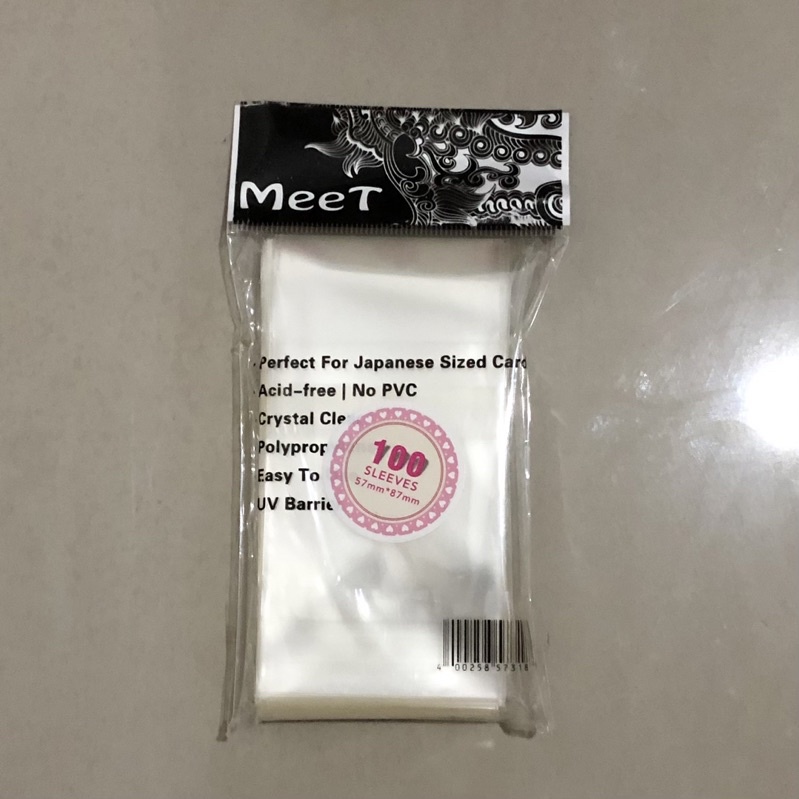 MeeT
Perfect For Japanese Sized Card
Acid-free | No PVC
Crystal Cle
Polyprop
Easy To
UV Barrie
100
SLEEVES
57mm*87mm
4 00258 57318